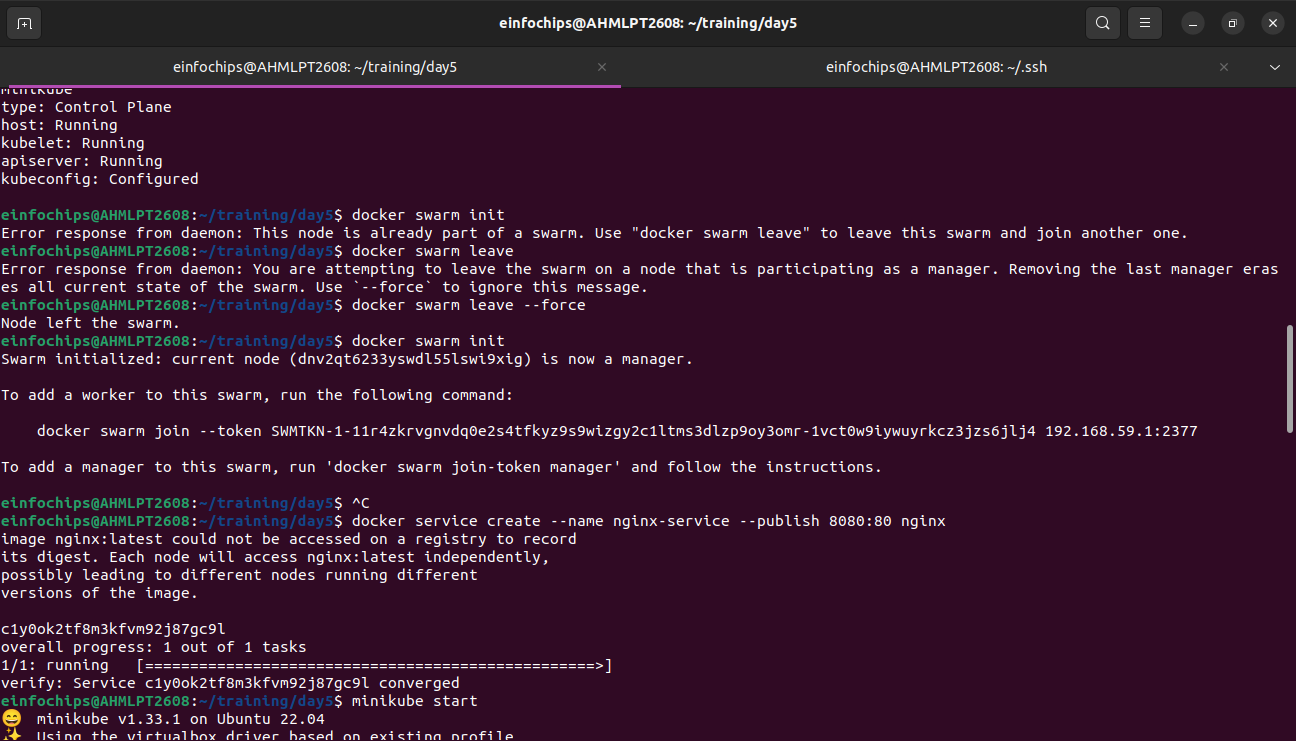 einfochips@AHMLPT2608: ~/training/day5
einfochips@AHMLPT2608: ~/training/day5
einfochips@AHMLPT2608: ~/.ssh
minikube
type: Control Plane
host: Running
kubelet: Running
apiserver: Running
kubeconfig: Configured
einfochips@AHMLPT2608:~/training/day5$ docker swarm init
Error response from daemon: This node is already part of a swarm. Use "docker swarm leave" to leave this swarm and join another one.
einfochips@AHMLPT2608:~/training/day5$ docker swarm leave
Error response from daemon: You are attempting to leave the swarm on a node that is participating as a manager. Removing the last manager eras
es all current state of the swarm. Use `--force` to ignore this message.
einfochips@AHMLPT2608:~/training/day5$ docker swarm leave --force
Node left the swarm.
einfochips@AHMLPT2608:~/training/day5$ docker swarm init
Swarm initialized: current node (dnv2qt6233yswdl55lswi9xig) is now a manager.
To add a worker to this swarm, run the following command:
docker swarm join --token SWMTKN-1-11r4zkrvgnvdq0e2s4tfkyz9s9wizgy2c1ltms3dlzp9oy3omr-1vct0w9iywuyrkcz3jzs6jlj4 192.168.59.1:2377
To add a manager to this swarm, run 'docker swarm join-token manager' and follow the instructions.
einfochips@AHMLPT2608:~/training/day5$ ^C
einfochips@AHMLPT2608:~/training/day5$ docker service create --name nginx-service --publish 8080:80 nginx
image nginx:latest could not be accessed on a registry to record
its digest. Each node will access nginx:latest independently,
possibly leading to different nodes running different
versions of the image.
c1y0ok2tf8m3kfvm92j87gc9l
overall progress: 1 out of 1 tasks
1/1: running   [==================================================>]
verify: Service c1y0ok2tf8m3kfvm92j87gc9l converged
einfochips@AHMLPT2608:~/training/day5$ minikube start
😄  minikube v1.33.1 on Ubuntu 22.04
✨  Using the virtualbox driver based on existing profile